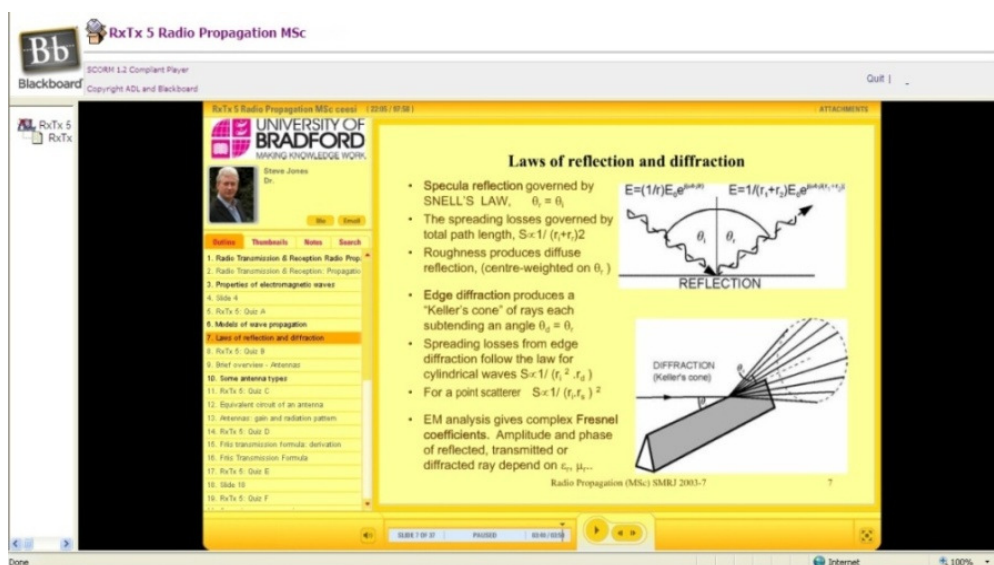 RxTx 5 Radio Propagation MSc
Bb
Blackboard
SCORM 1.2 Compliant Player
Copyright ADL and Blackboard
Quit |
RxTx 5
RxTx
RxTx 5 Radio Propagation MSc
ATTACHMENTS
UNIVERSITY OF
BRADFORD
MAKING KNOWLEDGE WORK.
Steve Jones
Dr.
Bio Email
Outline Thumbnails Notes Search
1. Radio Transmission & Reception Radio Prop
2. Radio Transmission & Reception: Propagatio
3. Properties of electromagnetic waves
4. Slide 4
5. RxTx 5: Quiz A
6. Models of wave propagation
7. Laws of reflection and diffraction
8. RxTx 5: Quiz B
9. Brief overview - Antennas
10. Some antenna types
11. RxTx 5: Quiz C
12. Equivalent circuit of an antenna
13. Antennas: gain and radiation pattern
14. RxTx 5: Quiz D
15. Friis transmission formula: derivation
16. Friis Transmission Formula
17. RxTx 5: Quiz E
18. Slide 18
19. RxTx 5: Quiz F
Laws of reflection and diffraction
• Specula reflection governed by
SNELL'S LAW, θr = θi
• The spreading losses governed by
total path length, S∝1/ (ri+rr)2
• Roughness produces diffuse
reflection, (centre-weighted on θr )
• Edge diffraction produces a
"Keller's cone" of rays each
subtending an angle θd = θi
• Spreading losses from edge
diffraction follow the law for
cylindrical waves S∝1/ (ri ² .rd )
• For a point scatterer S∝1/ (ri.rs ) ²
• EM analysis gives complex Fresnel
coefficients. Amplitude and phase
of reflected, transmitted or
diffracted ray depend on εr, μr..
θi θr
REFLECTION
DIFFRACTION
(Keller's cone)
Radio Propagation (MSc) SMRJ 2003-7 7
SLIDE 7 OF 37 PAUSED
Done
Internet
100%